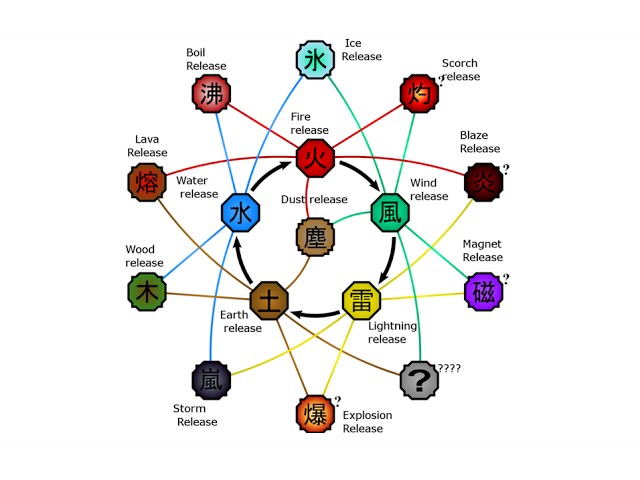 Ice
Release
氷
Boil
Release
沸
Scorch
release
灼
?
Fire
release
火
Lava
Release
熔
Blaze
Release
炎
?
Water
release
水
Dust release
塵
Wind
release
風
Wood
release
木
Magnet
Release
磁
?
Earth
release
土
雷
Lightning
release
嵐
Storm
Release
爆
?
Explosion
Release
?
????